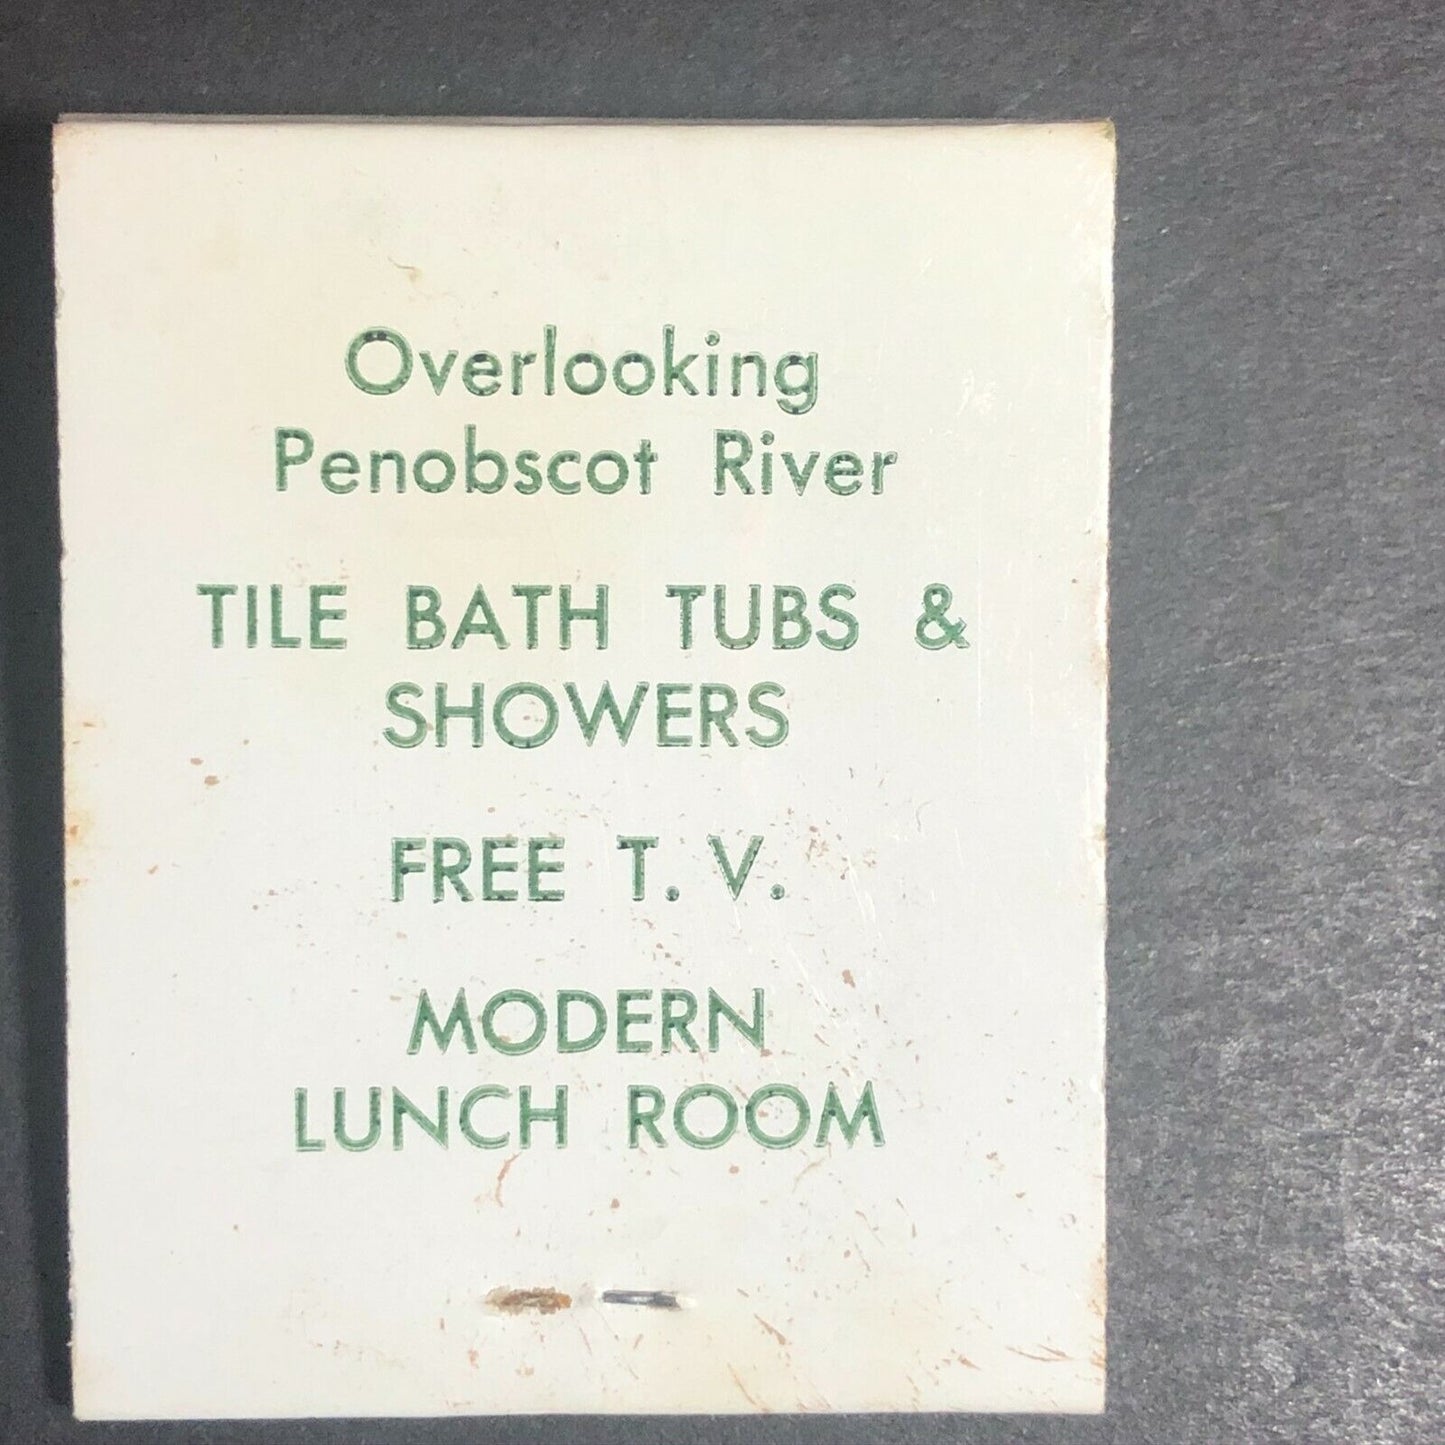 Overlooking
Penobscot River
TILE BATH TUBS &
SHOWERS
FREE T. V.
MODERN
LUNCH ROOM